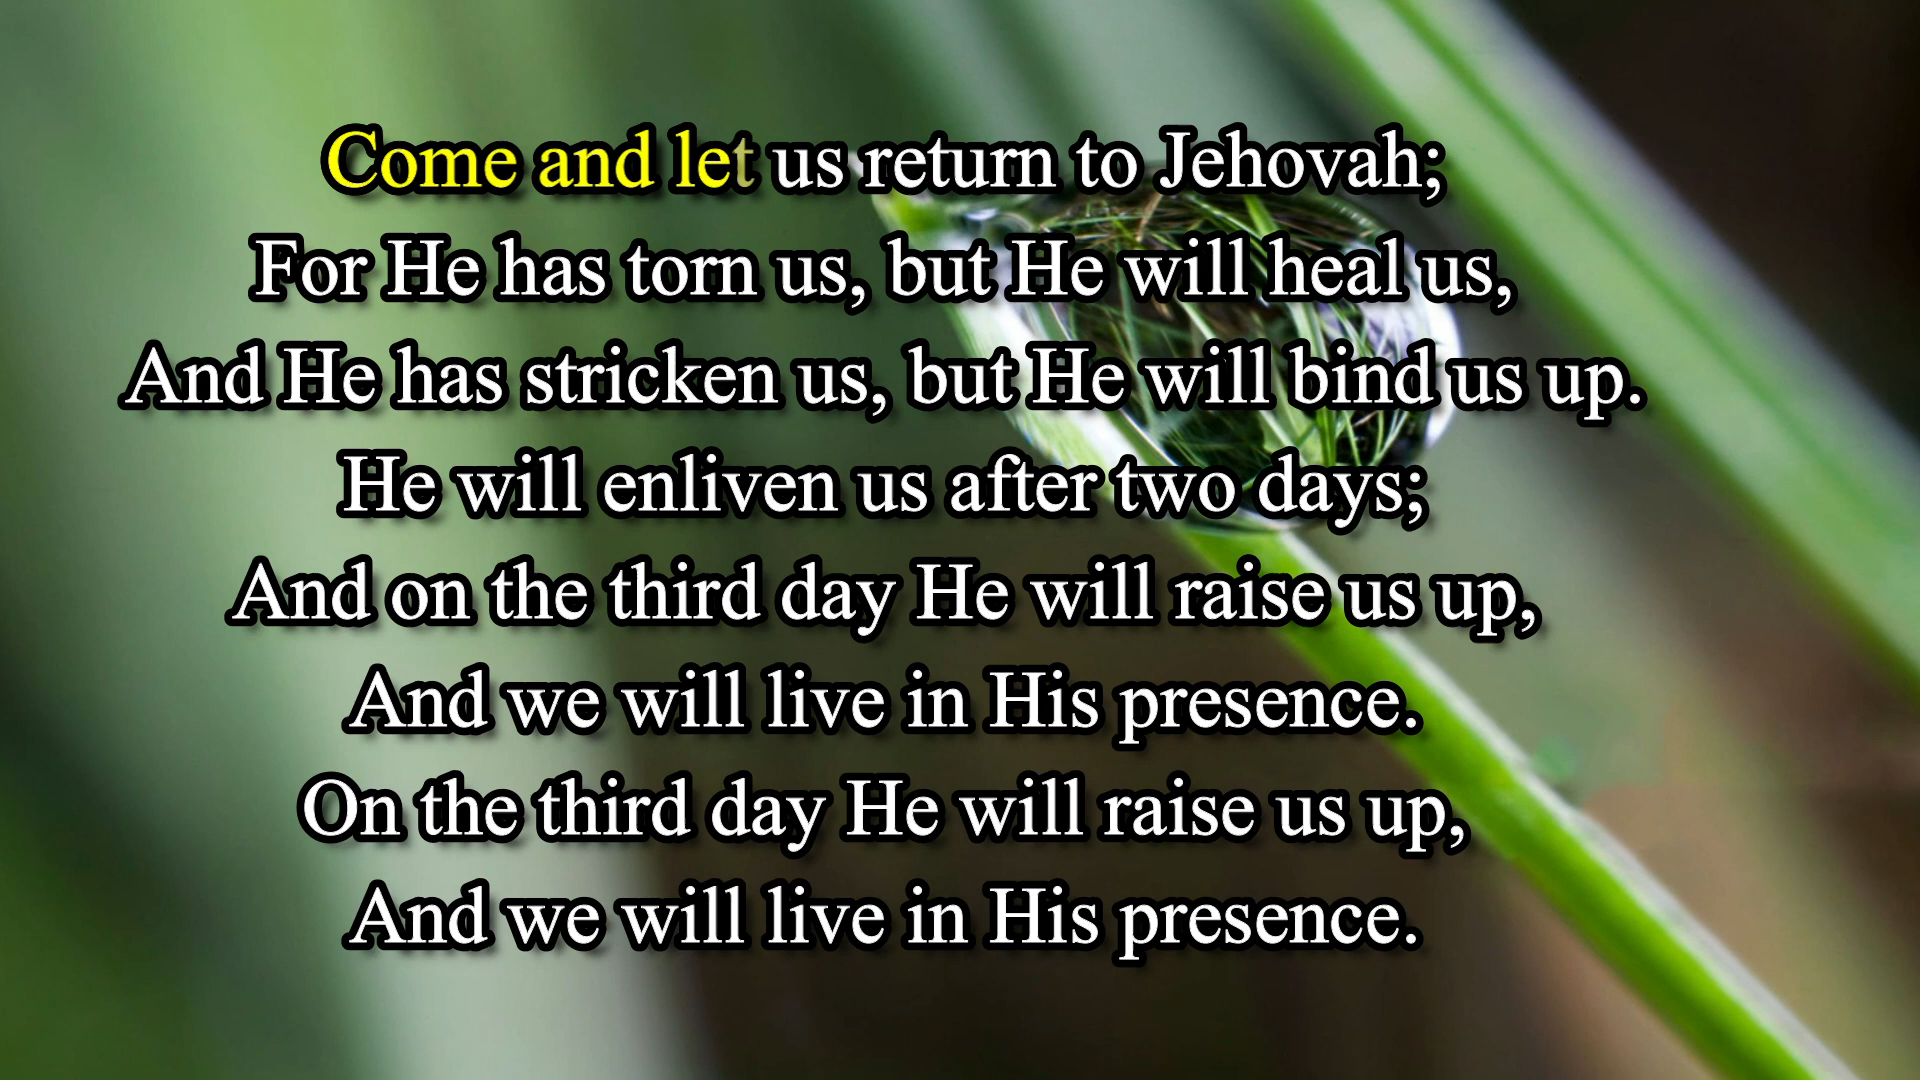 Come and let us return to Jehovah;
For He has torn us, but He will heal us,
And He has stricken us, but He will bind us up.
He will enliven us after two days;
And on the third day He will raise us up,
And we will live in His presence.
On the third day He will raise us up,
And we will live in His presence.